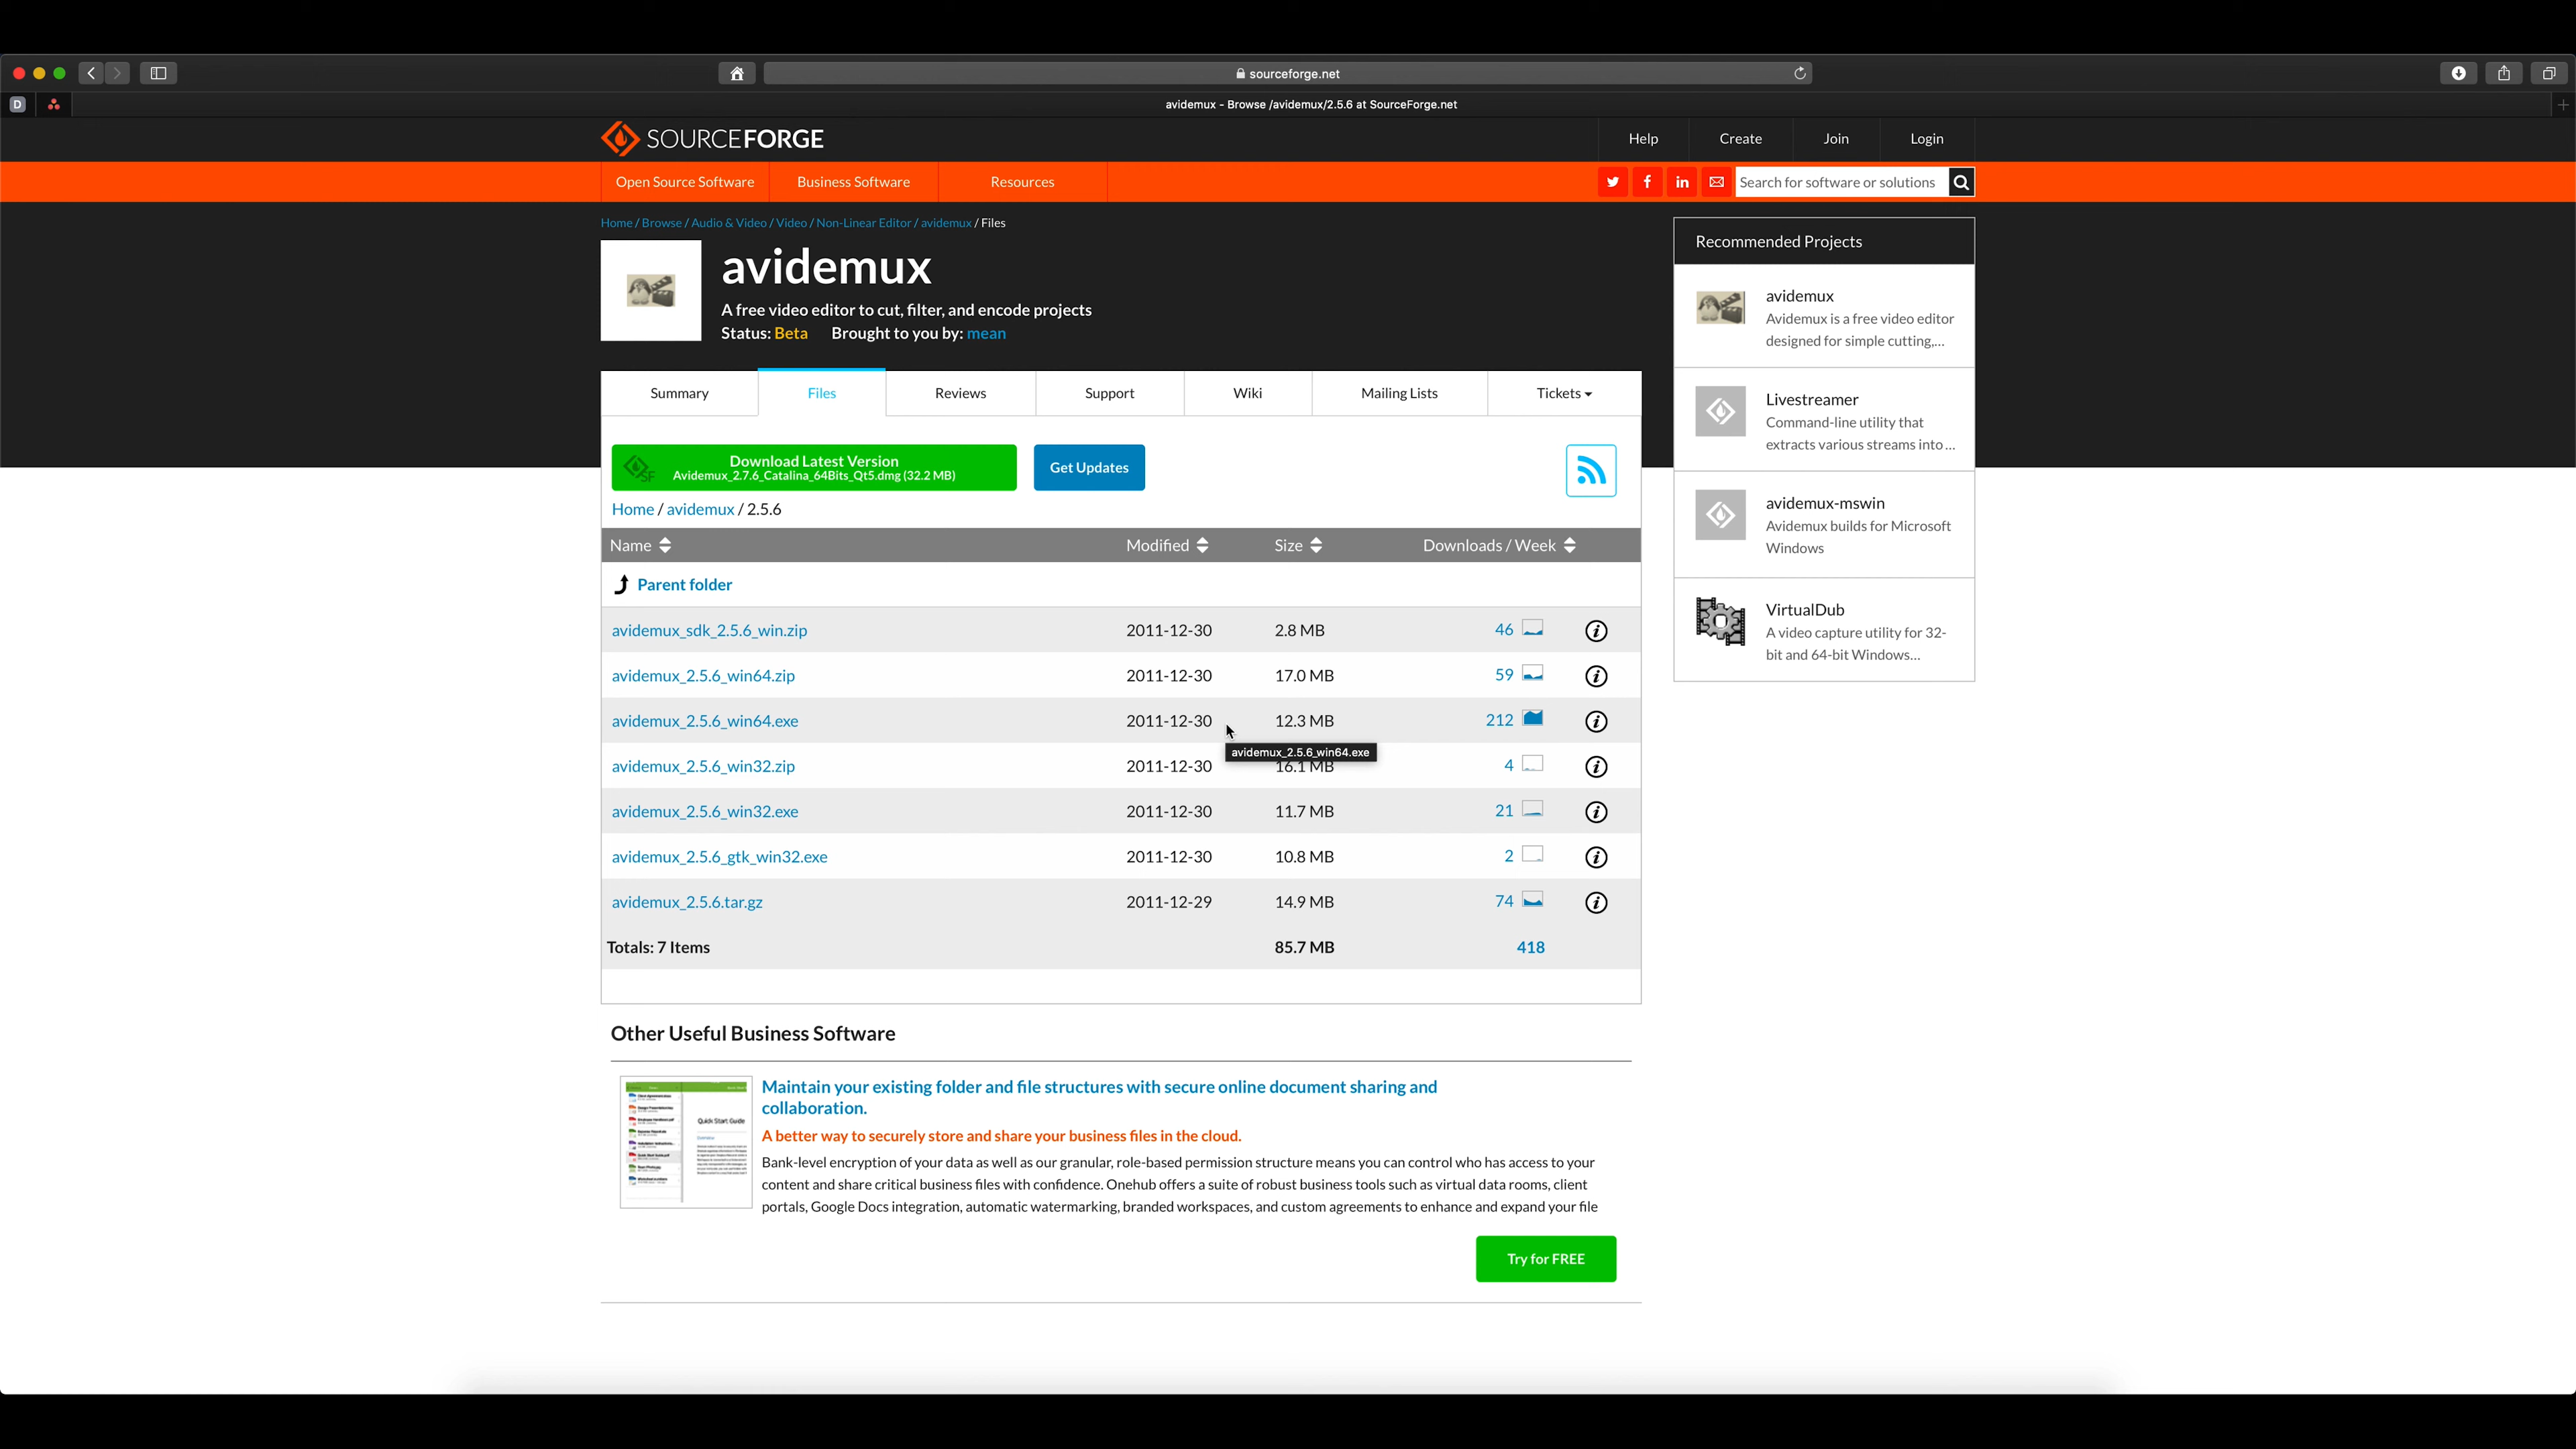 sourceforge.net
D
avidemux - Browse /avidemux/2.5.6 at SourceForge.net
SOURCEFORGE
Help
Create
Join
Login
Open Source Software
Business Software
Resources
Search for software or solutions
Home / Browse / Audio & Video / Video / Non-Linear Editor / avidemux / Files
avidemux
A free video editor to cut, filter, and encode projects
Status: Beta Brought to you by: mean
Summary
Files
Reviews
Support
Wiki
Mailing Lists
Tickets
SF
Download Latest Version
Avidemux_2.7.6_Catalina_64Bits_Qt5.dmg (32.2 MB)
Get Updates
Home / avidemux / 2.5.6
Name Modified Size Downloads / Week
Parent folder
avidemux_sdk_2.5.6_win.zip 2011-12-30 2.8 MB 46
avidemux_2.5.6_win64.zip 2011-12-30 17.0 MB 59
avidemux_2.5.6_win64.exe 2011-12-30 12.3 MB 212
avidemux_2.5.6_win64.exe
avidemux_2.5.6_win32.zip 2011-12-30 16.1 MB 4
avidemux_2.5.6_win32.exe 2011-12-30 11.7 MB 21
avidemux_2.5.6_gtk_win32.exe 2011-12-30 10.8 MB 2
avidemux_2.5.6.tar.gz 2011-12-29 14.9 MB 74
Totals: 7 Items 85.7 MB 418
Recommended Projects
avidemux
Avidemux is a free video editor
designed for simple cutting,...
Livestreamer
Command-line utility that
extracts various streams into ...
avidemux-mswin
Avidemux builds for Microsoft
Windows
VirtualDub
A video capture utility for 32-
bit and 64-bit Windows...
Other Useful Business Software
Quick Start Guide
Maintain your existing folder and file structures with secure online document sharing and
collaboration.
A better way to securely store and share your business files in the cloud.
Bank-level encryption of your data as well as our granular, role-based permission structure means you can control who has access to your
content and share critical business files with confidence. Onehub offers a suite of robust business tools such as virtual data rooms, client
portals, Google Docs integration, automatic watermarking, branded workspaces, and custom agreements to enhance and expand your file
Try for FREE